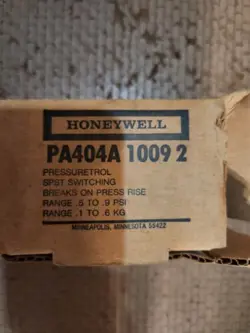 HONEYWELL
PA404A 1009 2
PRESSURETROL
SPST SWITCHING
BREAKS ON PRESS RISE
RANGE .5 TO .9 PSI
RANGE .1 TO .6 KG
MINNEAPOLIS, MINNESOTA 55422